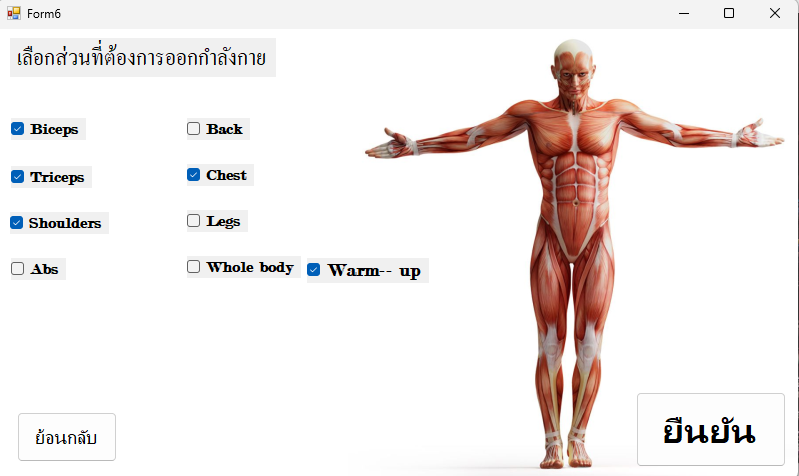 Form6
เลือกส่วนที่ต้องการออกกำลังกาย
Biceps
Back
Triceps
Chest
Shoulders
Legs
Abs
Whole body
Warm-- up
ย้อนกลับ
ยืนยัน